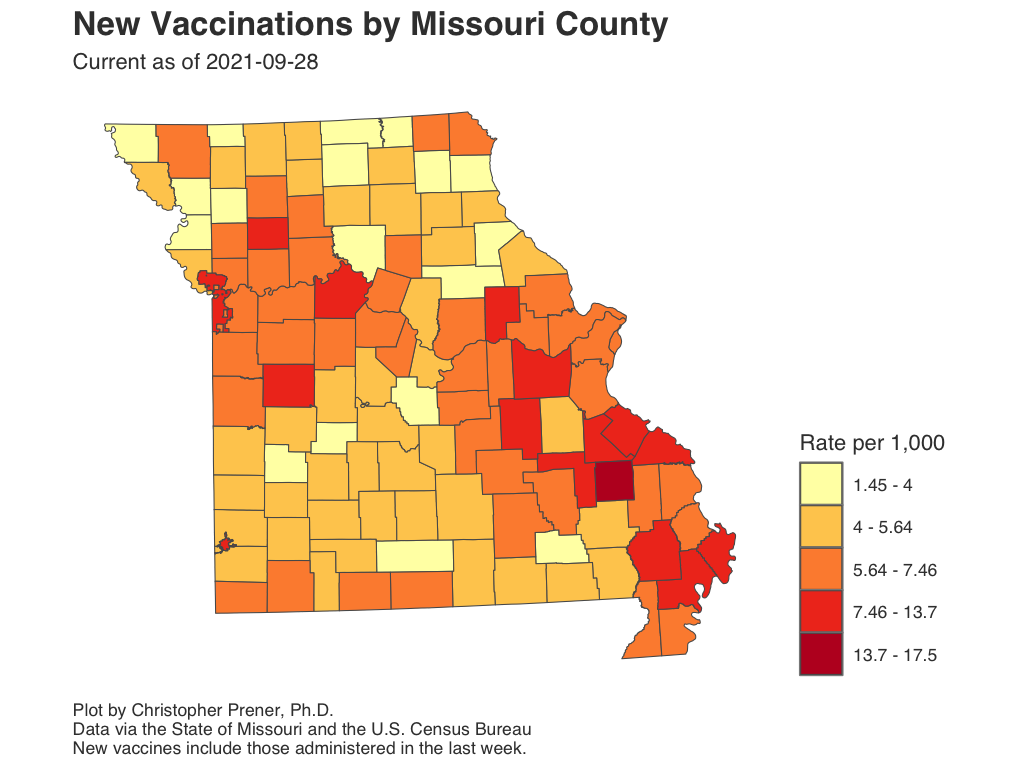 New Vaccinations by Missouri County
Current as of 2021-09-28
Rate per 1,000
1.45 - 4
4 - 5.64
5.64 - 7.46
7.46 - 13.7
13.7 - 17.5
Plot by Christopher Prener, Ph.D.
Data via the State of Missouri and the U.S. Census Bureau
New vaccines include those administered in the last week.